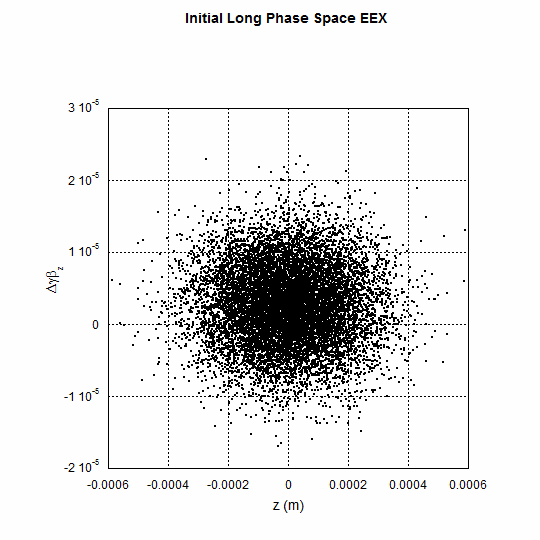 Initial Long Phase Space EEX
3 10⁻⁵
2 10⁻⁵
1 10⁻⁵
0
-1 10⁻⁵
-2 10⁻⁵
Δγβz
-0.0006 -0.0004 -0.0002 0 0.0002 0.0004 0.0006
z (m)